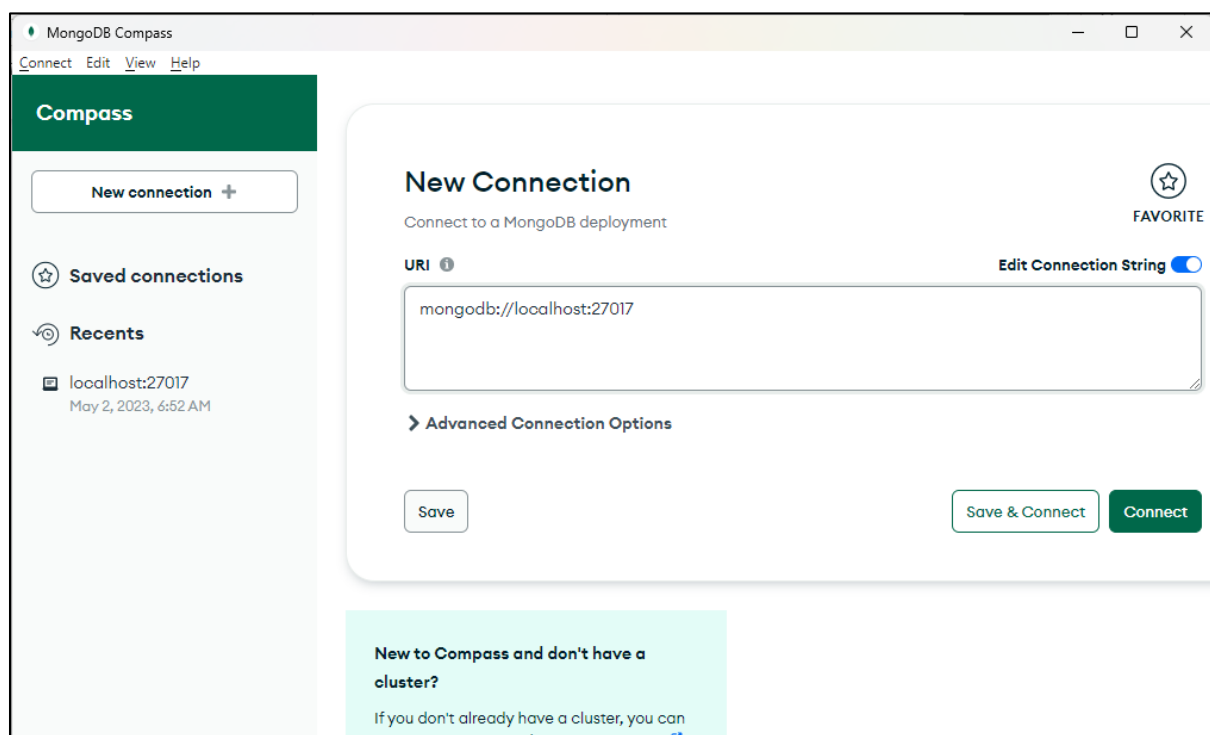 MongoDB Compass
Connect Edit View Help
Compass
New connection
Saved connections
Recents
localhost:27017
May 2, 2023, 6:52 AM
New Connection
FAVORITE
Connect to a MongoDB deployment
URI
Edit Connection String
mongodb://localhost:27017
Advanced Connection Options
Save
Save & Connect
Connect
New to Compass and don't have a
cluster?
If you don't already have a cluster, you can